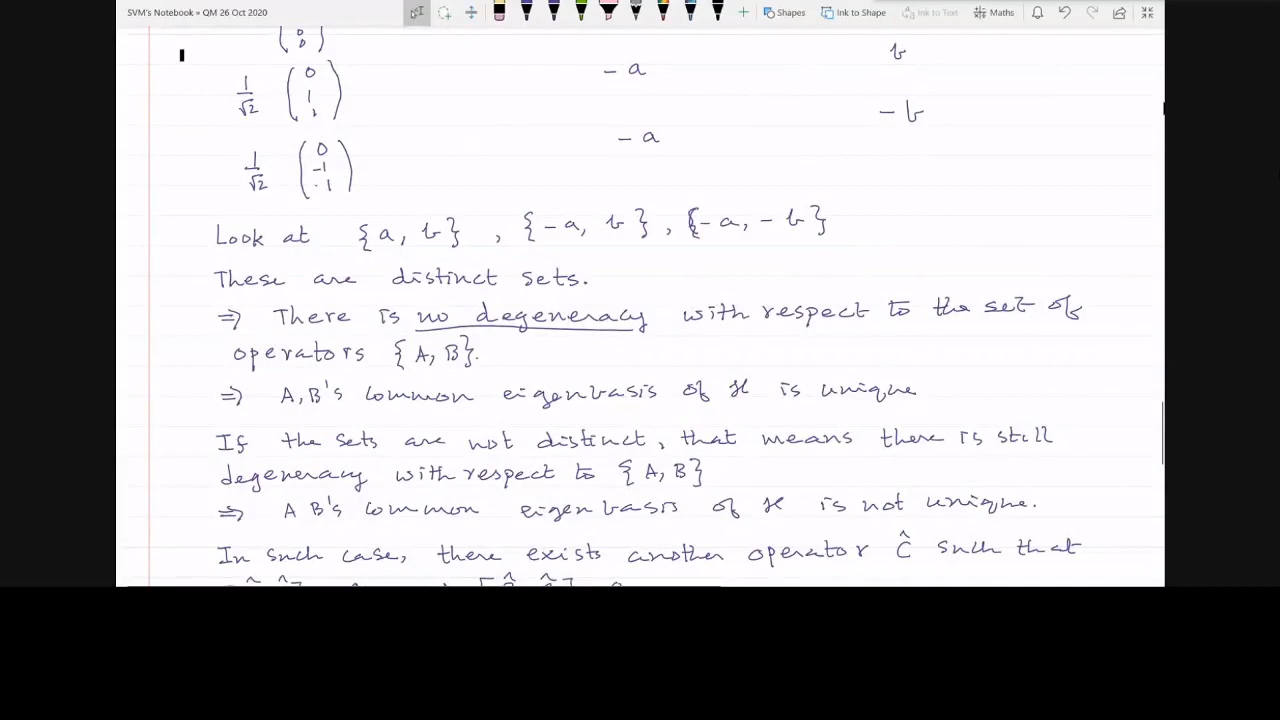 SVM's Notebook » QM 26 Oct 2020
Shapes Ink to Shape Ink to Text Maths
0
0
b
1/√2 ( 0 1 1 ) - a
- b
1/√2 ( 0 -1 1 ) - a
Look at {a, b} , {-a, b} , {-a, -b}
These are distinct sets.
⇒ There is no degeneracy with respect to the set of
operators {A, B}.
⇒ A, B's common eigenbasis of ℋ is unique
If the sets are not distinct, that means there is still
degeneracy with respect to {A, B}
⇒ A B's common eigenbasis of ℋ is not unique.
In such case, there exists another operator Ĉ such that